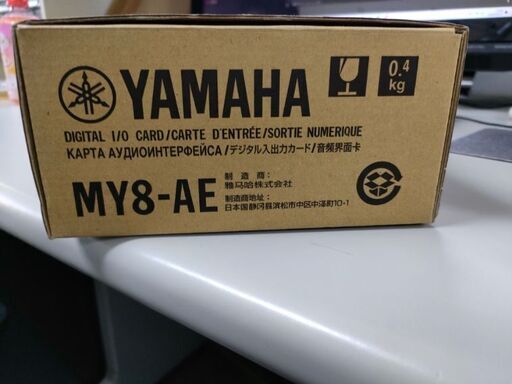 YAMAHA
0.4
kg
DIGITAL I/O CARD/CARTE D'ENTRÉE/SORTIE NUMERIQUE
КАРТА АУДИОИНТЕРФЕЙСА/デジタル入出力カード/音频界面卡
MY8-AE
制造商:
雅马哈株式会社
制造商地址:
日本国静冈县滨松市中区中泽町10-1